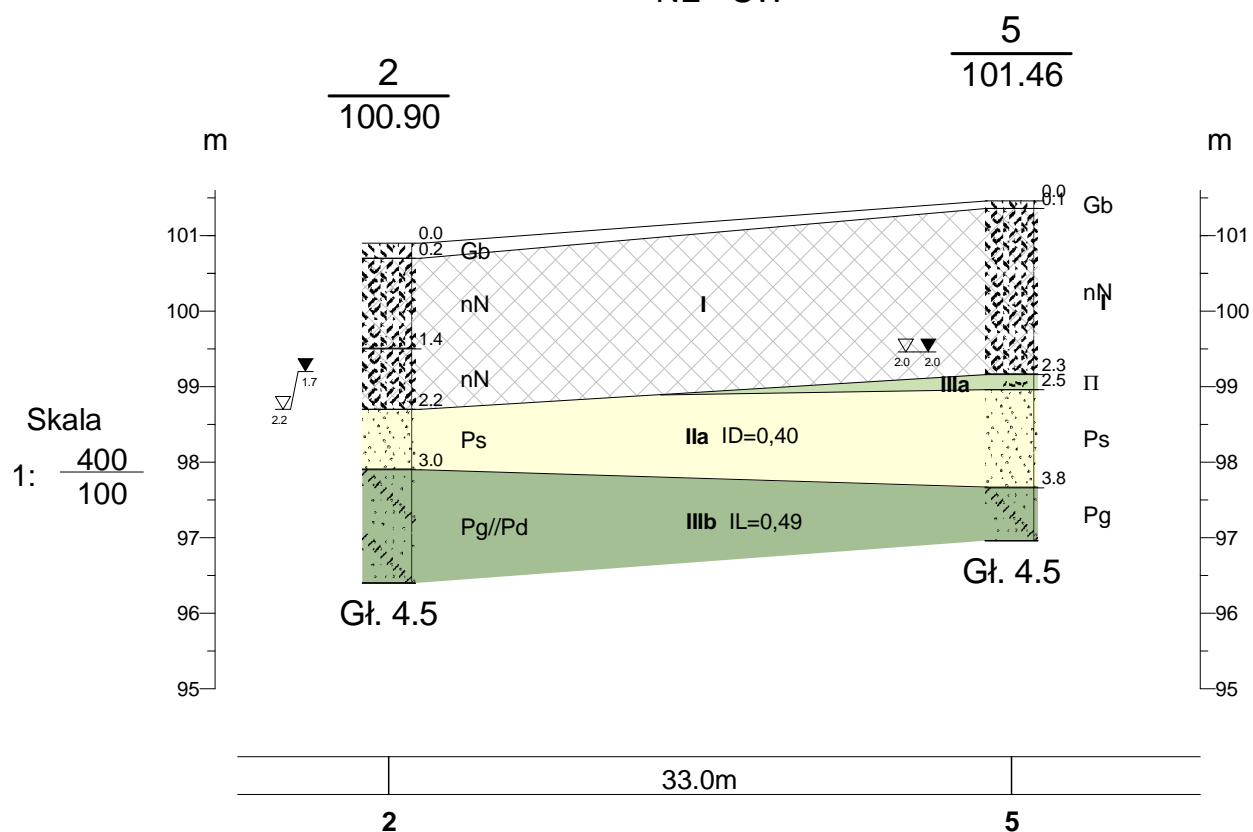 5
101.46
2
100.90
m
m
0.0
0.1
Gb
101
0.0
0.2
Gb
101
nN
I
nN
I
100
100
1.4
2.0
2.0
2.3
1.7
99
nN
IIIa
2.5
Π
99
2.2
2.2
Skala
1: 400
100
Ps
IIa ID=0,40
Ps
98
3.0
98
3.8
Pg//Pd
IIIb IL=0,49
Pg
97
97
Gł. 4.5
Gł. 4.5
96
96
95
95
33.0m
2
5